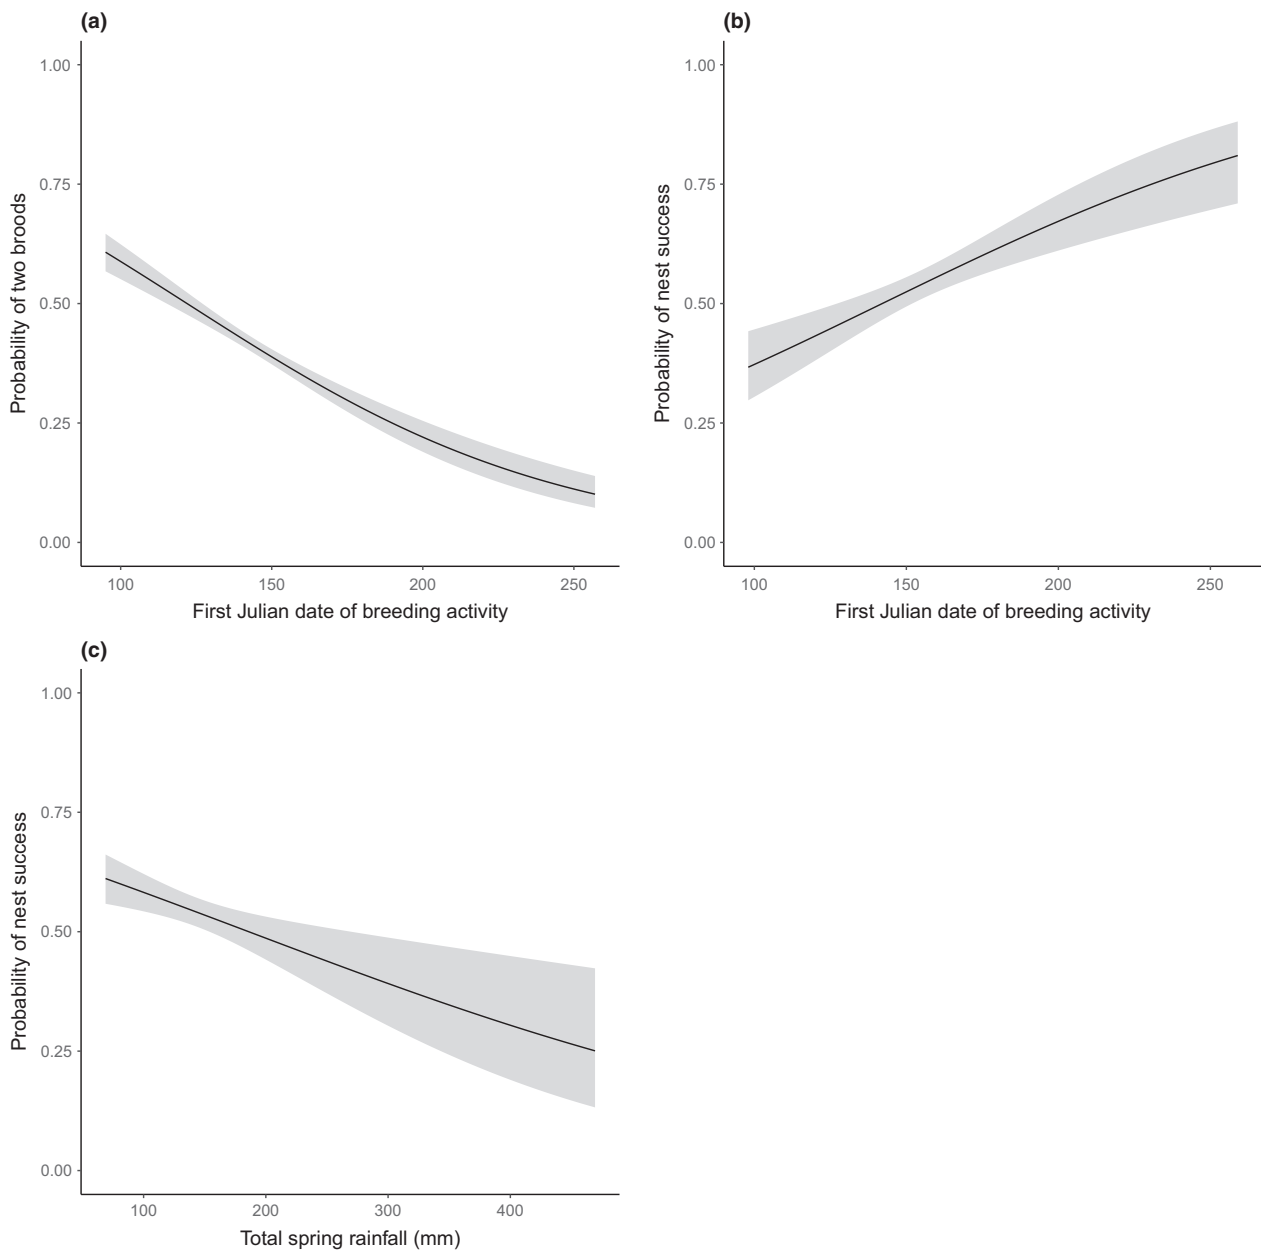 (a)
1.00
0.75
0.50
0.25
0.00
Probability of two broods
100 150 200 250
First Julian date of breeding activity
(b)
1.00
0.75
0.50
0.25
0.00
Probability of nest success
100 150 200 250
First Julian date of breeding activity
(c)
1.00
0.75
0.50
0.25
0.00
Probability of nest success
100 200 300 400
Total spring rainfall (mm)